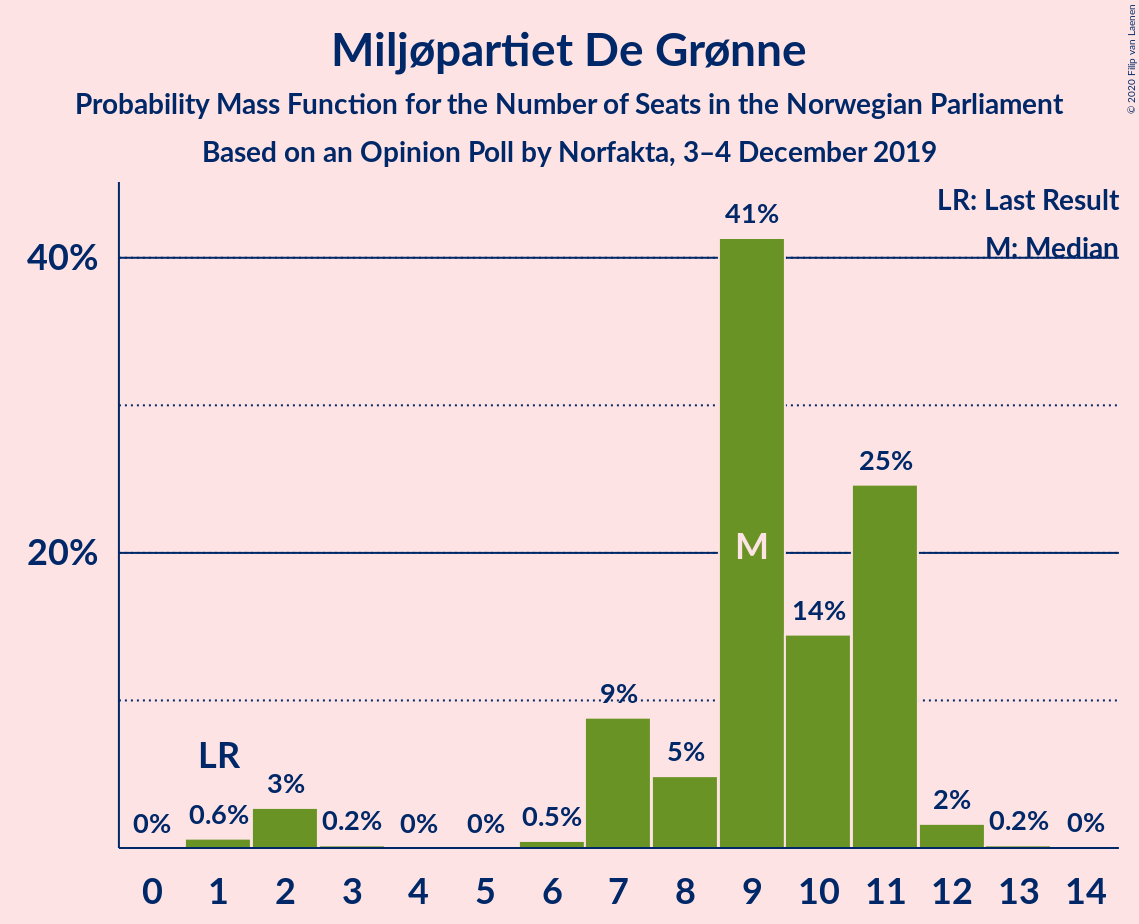 Miljøpartiet De Grønne
Probability Mass Function for the Number of Seats in the Norwegian Parliament
Based on an Opinion Poll by Norfakta, 3–4 December 2019
© 2020 Filip van Laenen
LR: Last Result
M: Median
40%
20%
0%
LR
0.6%
3%
0.2%
0%
0%
0.5%
9%
5%
41%
M
14%
25%
2%
0.2%
0%
0 1 2 3 4 5 6 7 8 9 10 11 12 13 14